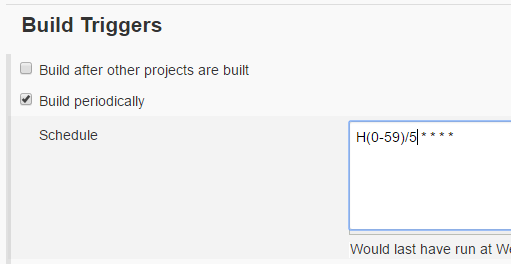 Build Triggers
Build after other projects are built
Build periodically
Schedule
H(0-59)/5 * * * *
Would last have run at We